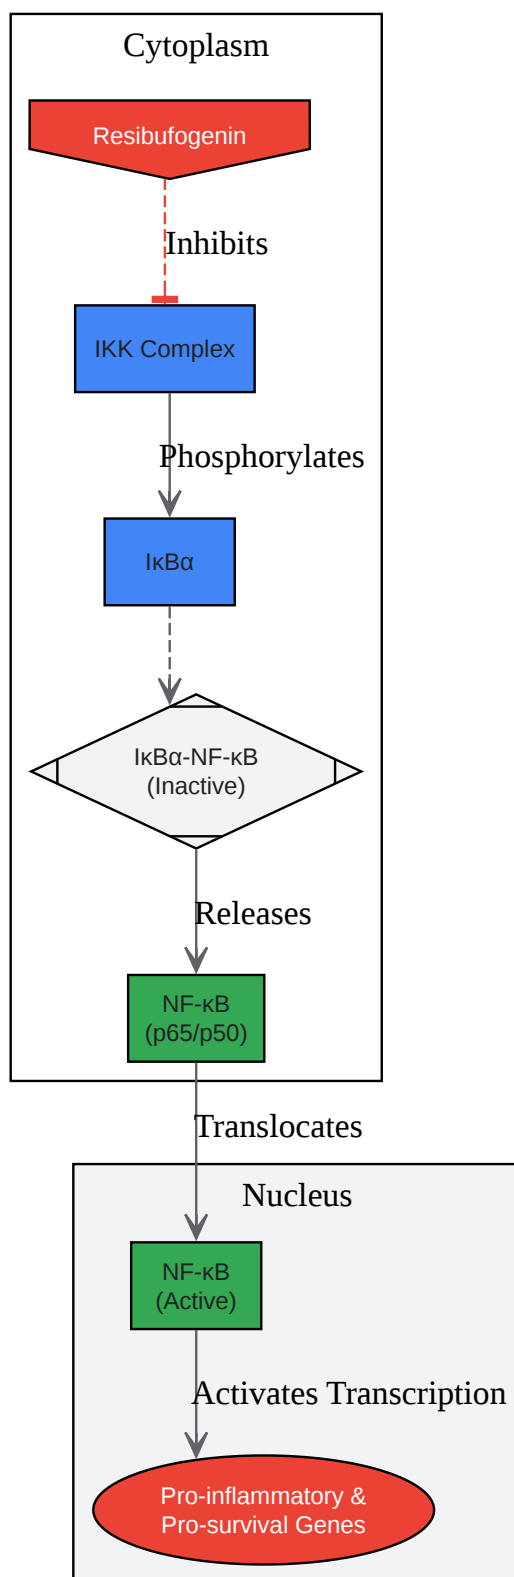 Cytoplasm
Resibufogenin
Inhibits
IKK Complex
Phosphorylates
IκBα
IκBα-NF-κB
(Inactive)
Releases
NF-κB
(p65/p50)
Translocates
Nucleus
NF-κB
(Active)
Activates Transcription
Pro-inflammatory &
Pro-survival Genes